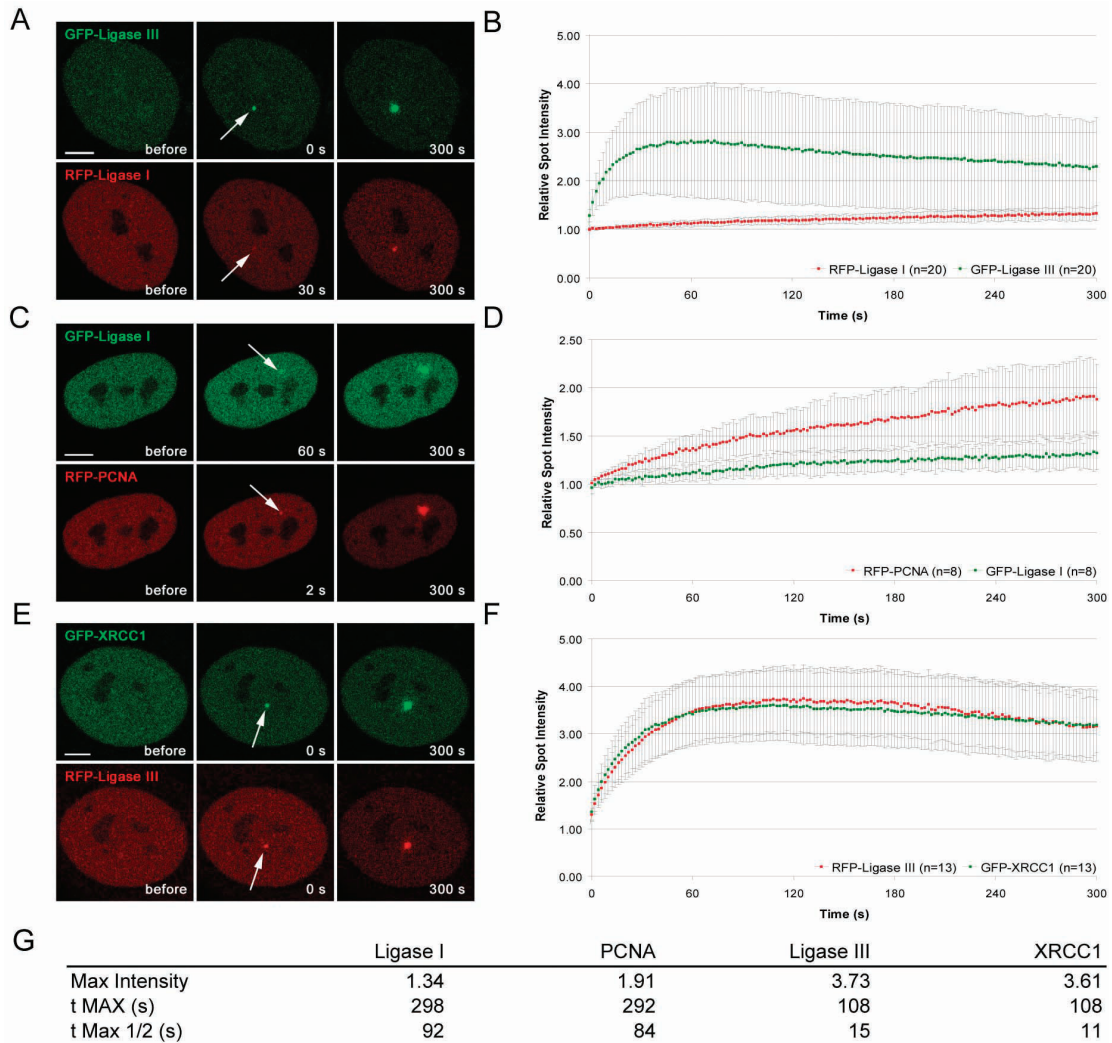 A
GFP-Ligase III
before
0 s
300 s
RFP-Ligase I
before
30 s
300 s
B
5.00
4.00
3.00
2.00
1.00
0.00
Relative Spot Intensity
RFP-Ligase I (n=20) GFP-Ligase III (n=20)
0 60 120 180 240 300
Time (s)
C
GFP-Ligase I
before
60 s
300 s
RFP-PCNA
before
2 s
300 s
D
2.50
2.00
1.50
1.00
0.50
0.00
Relative Spot Intensity
RFP-PCNA (n=8) GFP-Ligase I (n=8)
0 60 120 180 240 300
Time (s)
E
GFP-XRCC1
before
0 s
300 s
RFP-Ligase III
before
0 s
300 s
F
5.00
4.00
3.00
2.00
1.00
0.00
Relative Spot Intensity
RFP-Ligase III (n=13) GFP-XRCC1 (n=13)
0 60 120 180 240 300
Time (s)
G
Ligase I PCNA Ligase III XRCC1
Max Intensity 1.34 1.91 3.73 3.61
t MAX (s) 298 292 108 108
t Max 1/2 (s) 92 84 15 11